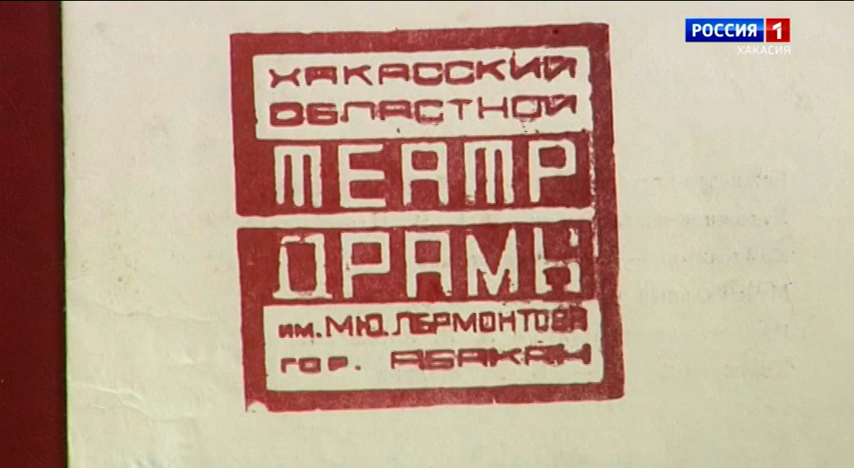 РОССИЯ 1
ХАКАСИЯ
ХАКАССКИЙ
ОБЛАСТНОЙ
ТЕАТР
ДРАМЫ
им. М.Ю. ЛЕРМОНТОВА
гор. АБАКАН